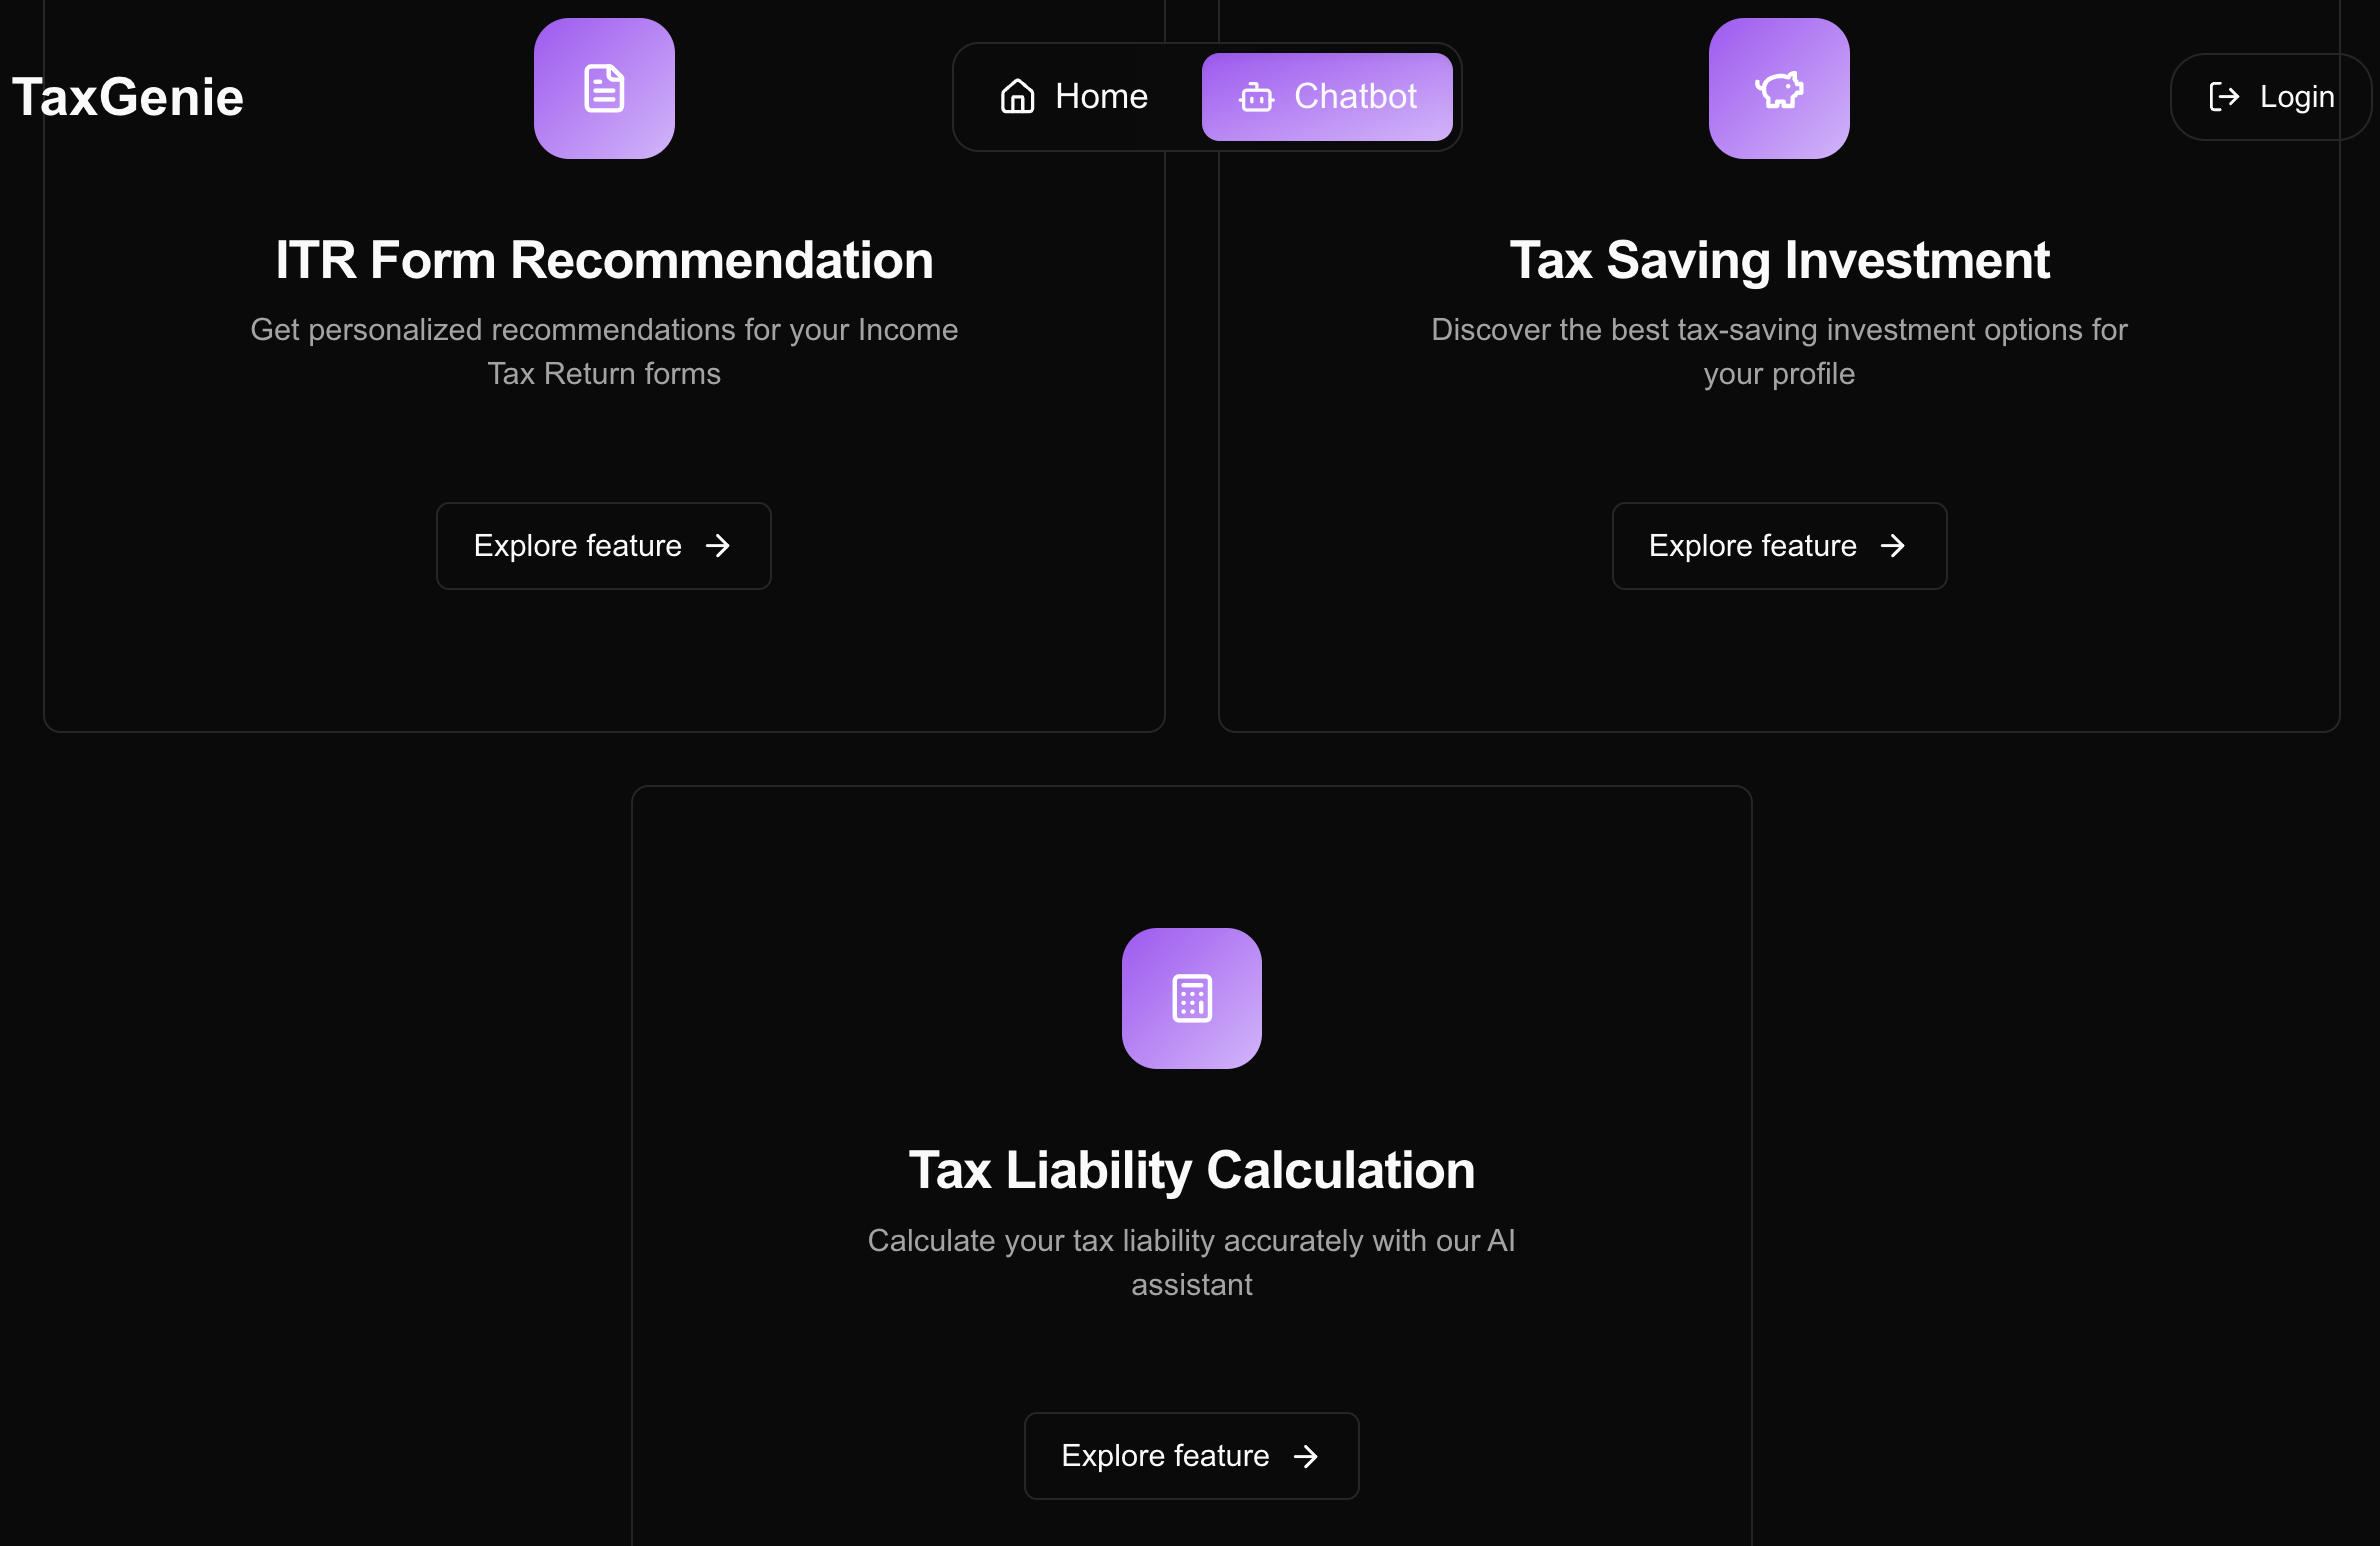 TaxGenie
Home
Chatbot
Login
ITR Form Recommendation
Get personalized recommendations for your Income
Tax Return forms
Explore feature
Tax Saving Investment
Discover the best tax-saving investment options for
your profile
Explore feature
Tax Liability Calculation
Calculate your tax liability accurately with our AI
assistant
Explore feature